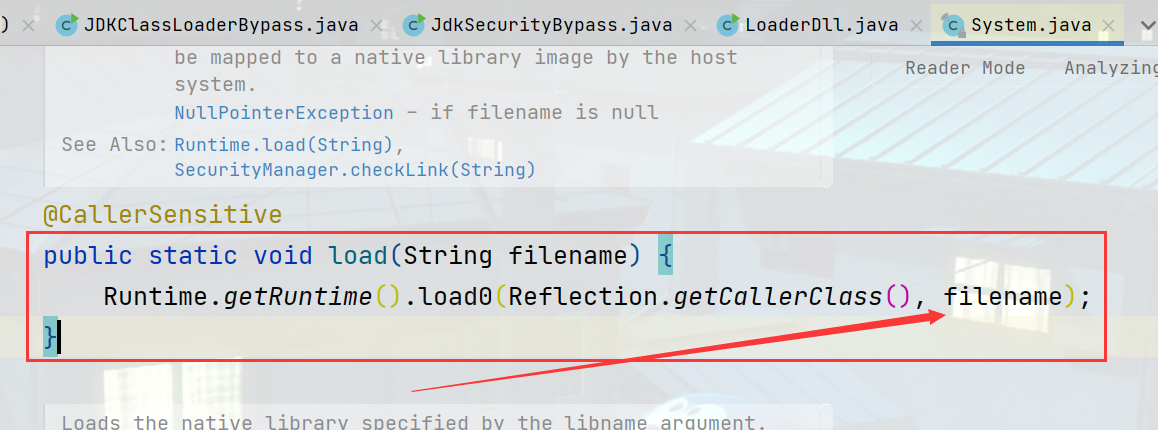 ) JDKClassLoaderBypass.java JdkSecurityBypass.java LoaderDll.java System.java
be mapped to a native library image by the host
Reader Mode Analyzing
system.
NullPointerException – if filename is null
See Also: Runtime.load(String),
SecurityManager.checkLink(String)
@CallerSensitive
public static void load(String filename) {
Runtime.getRuntime().load0(Reflection.getCallerClass(), filename);
}
Loads the native library specified by the libname argument.